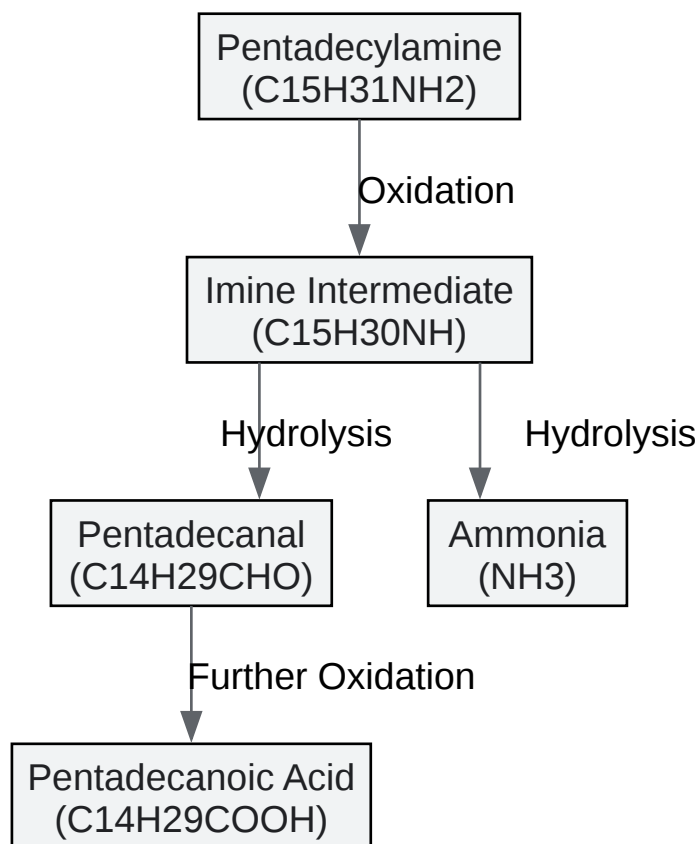 Pentadecylamine
(C15H31NH2)
Oxidation
Imine Intermediate
(C15H30NH)
Hydrolysis
Hydrolysis
Pentadecanal
(C14H29CHO)
Ammonia
(NH3)
Further Oxidation
Pentadecanoic Acid
(C14H29COOH)